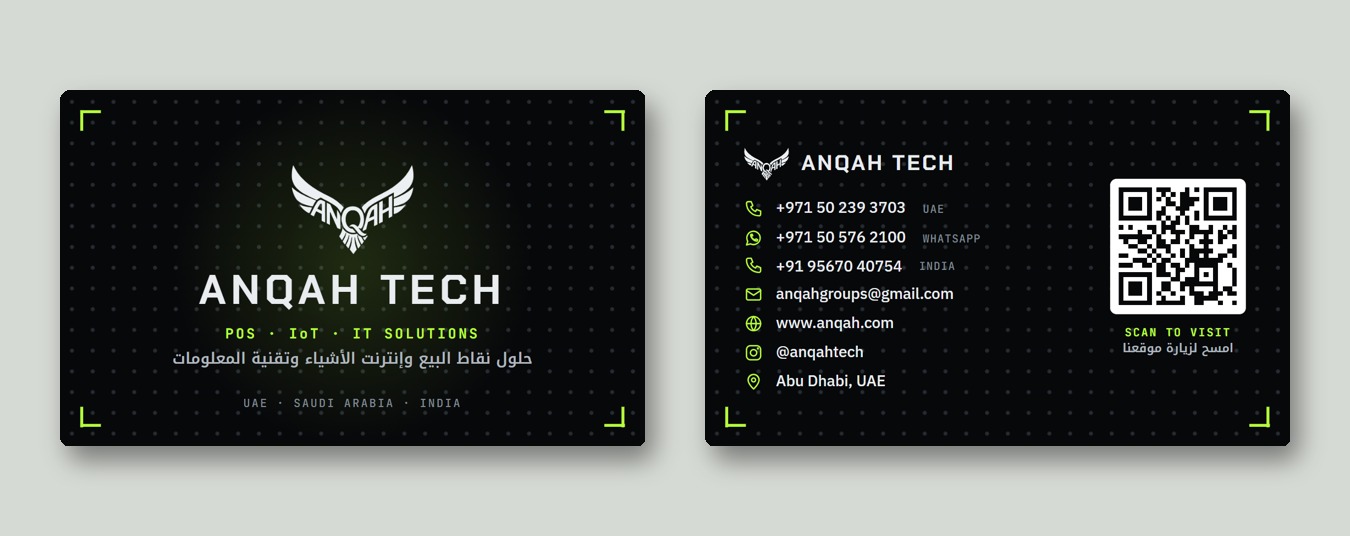 ANQAH
ANQAH TECH
POS · IoT · IT SOLUTIONS
حلول نقاط البيع وإنترنت الأشياء وتقنية المعلومات
UAE · SAUDI ARABIA · INDIA
ANQAH
ANQAH TECH
+971 50 239 3703 UAE
+971 50 576 2100 WHATSAPP
+91 95670 40754 INDIA
anqahgroups@gmail.com
www.anqah.com
@anqahtech
Abu Dhabi, UAE
SCAN TO VISIT
امسح لزيارة موقعنا